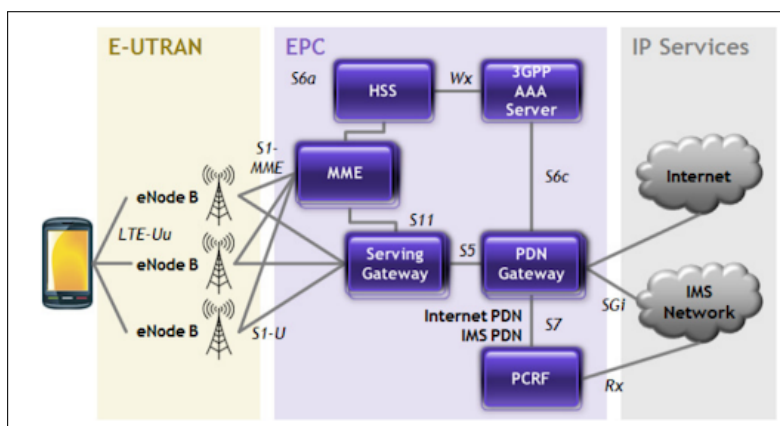 E-UTRAN
EPC
IP Services
S6a
HSS
Wx
3GPP
AAA
Server
S1-
MME
MME
S6c
Internet
eNode B
LTE-Uu
S11
eNode B
Serving
Gateway
S5
PDN
Gateway
IMS
Network
SGi
Internet PDN
IMS PDN
S7
eNode B
S1-U
PCRF
Rx